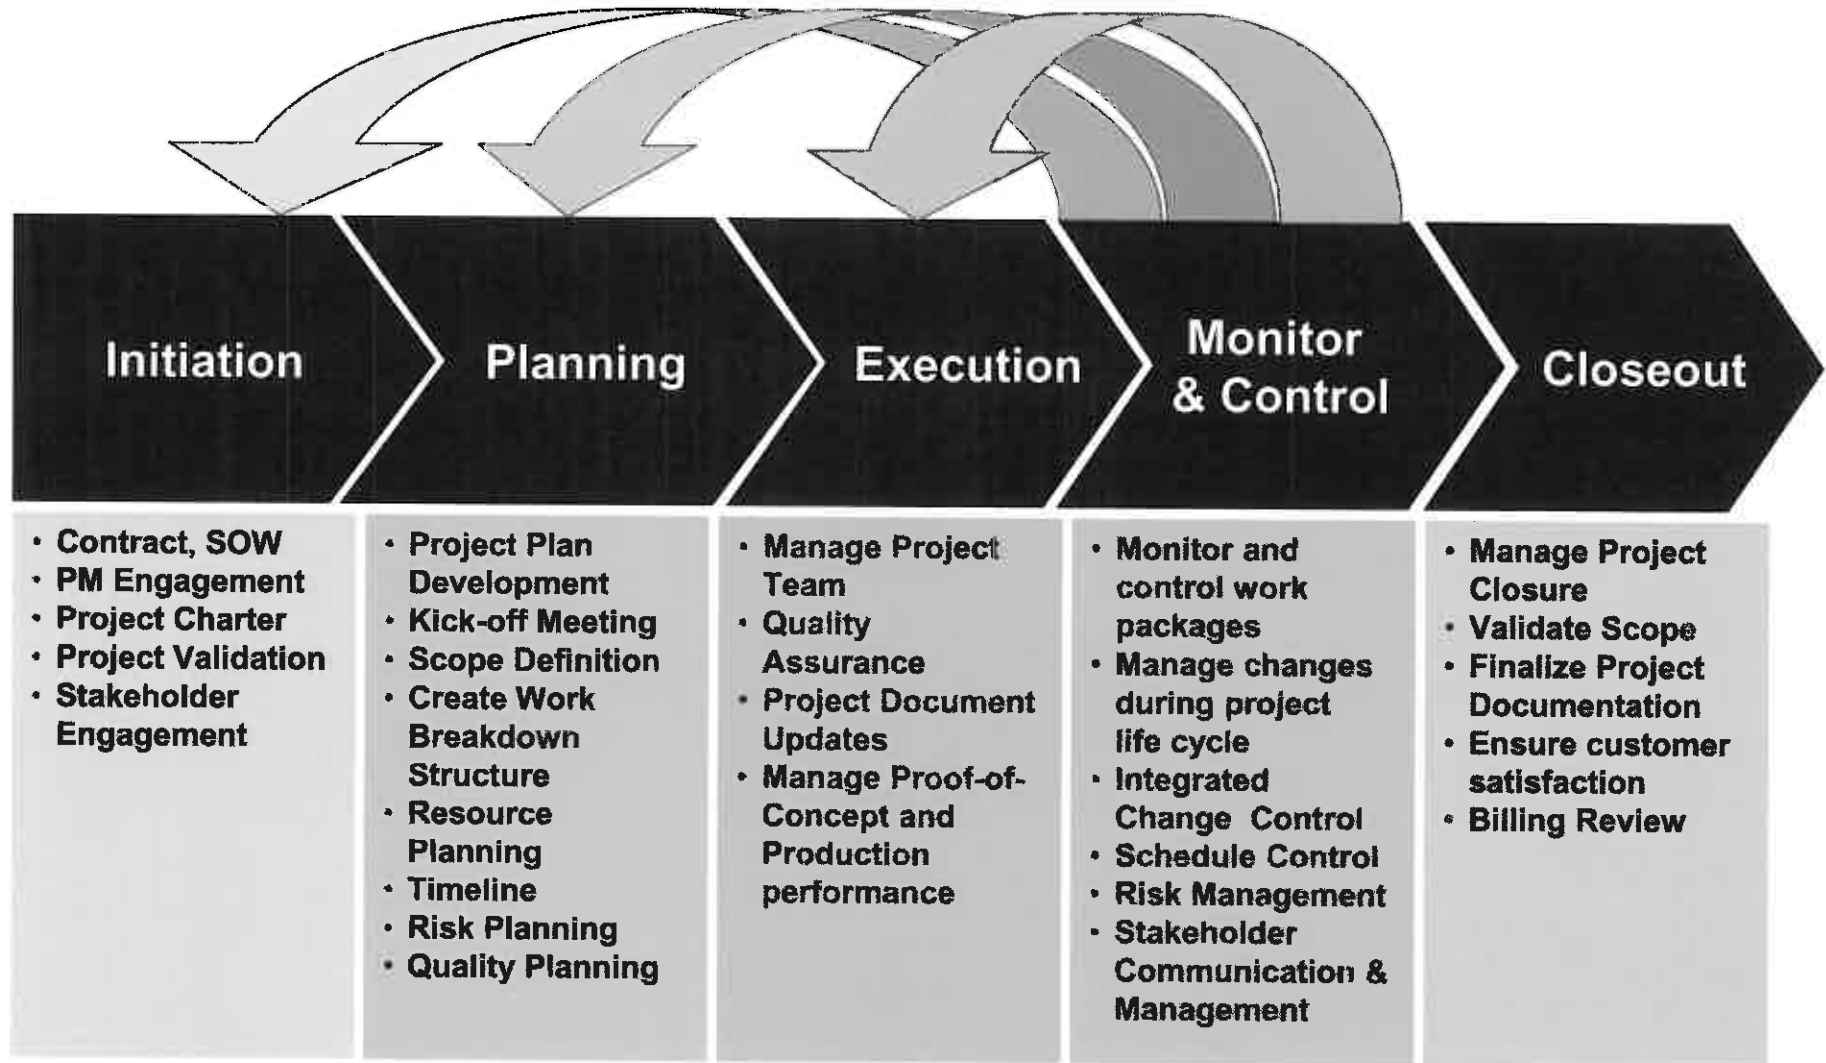 Initiation
Planning
Execution
Monitor
& Control
Closeout
• Contract, SOW
• PM Engagement
• Project Charter
• Project Validation
• Stakeholder
Engagement
• Project Plan
Development
• Kick-off Meeting
• Scope Definition
• Create Work
Breakdown
Structure
• Resource
Planning
• Timeline
• Risk Planning
• Quality Planning
• Manage Project
Team
• Quality
Assurance
• Project Document
Updates
• Manage Proof-of-
Concept and
Production
performance
• Monitor and
control work
packages
• Manage changes
during project
life cycle
• Integrated
Change Control
• Schedule Control
• Risk Management
• Stakeholder
Communication &
Management
• Manage Project
Closure
• Validate Scope
• Finalize Project
Documentation
• Ensure customer
satisfaction
• Billing Review